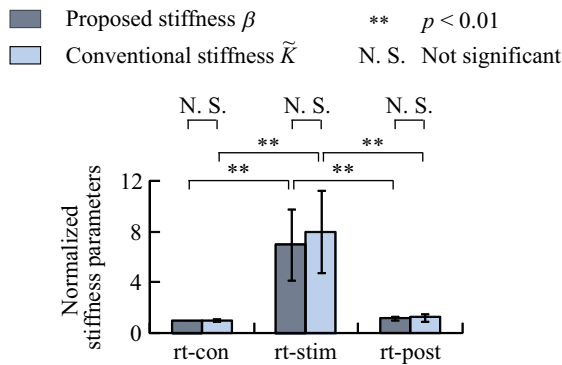 Proposed stiffness β ** p < 0.01
Conventional stiffness K̃ N. S. Not significant
N. S. N. S. N. S.
** **
** **
Normalized
stiffness parameters
12
8
4
0
rt-con rt-stim rt-post